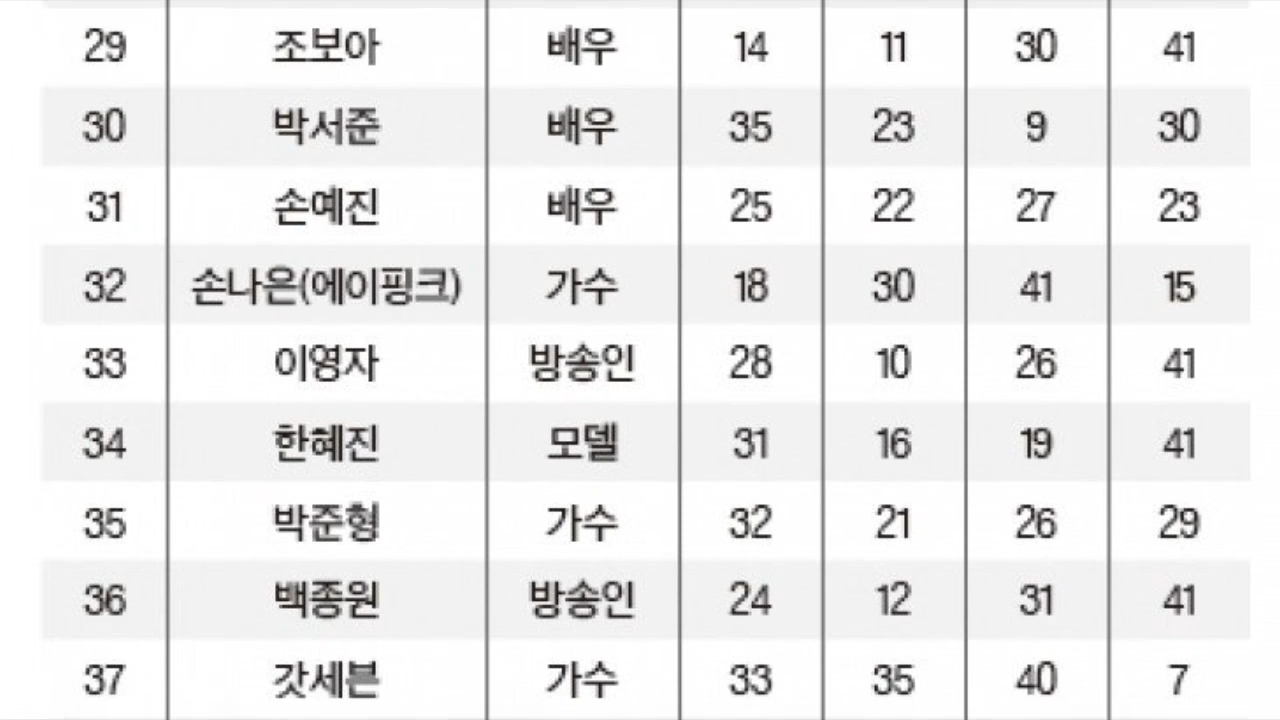 29 조보아 배우 14 11 30 41
30 박서준 배우 35 23 9 30
31 손예진 배우 25 22 27 23
32 손나은(에이핑크) 가수 18 30 41 15
33 이영자 방송인 28 10 26 41
34 한혜진 모델 31 16 19 41
35 박준형 가수 32 21 26 29
36 백종원 방송인 24 12 31 41
37 갓세븐 가수 33 35 40 7